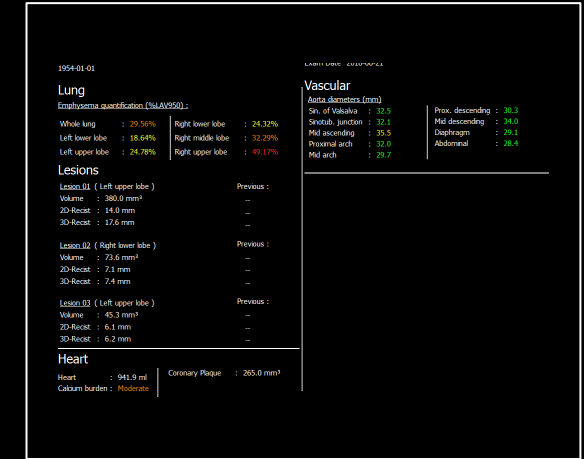 1954-01-01
Lung
Emphysema quantification (%LAV950) :
Whole lung : 29.56%
Left lower lobe : 18.64%
Left upper lobe : 24.78%
Right lower lobe : 24.32%
Right middle lobe : 32.29%
Right upper lobe : 49.17%
Lesions
Lesion 01 ( Left upper lobe ) Previous :
Volume : 380.0 mm³ --
2D-Recist : 14.0 mm --
3D-Recist : 17.6 mm --
Lesion 02 ( Right lower lobe ) Previous :
Volume : 73.6 mm³ --
2D-Recist : 7.1 mm --
3D-Recist : 7.4 mm --
Lesion 03 ( Left upper lobe ) Previous :
Volume : 45.3 mm³ --
2D-Recist : 6.1 mm --
3D-Recist : 6.2 mm --
Heart
Heart : 941.9 ml
Calcium burden : Moderate
Coronary Plaque : 265.0 mm³
Exam Date
Vascular
Aorta diameters (mm)
Sin. of Valsalva : 32.5
Sinotub. junction : 32.1
Mid ascending : 35.5
Proximal arch : 32.0
Mid arch : 29.7
Prox. descending : 30.3
Mid descending : 34.0
Diaphragm : 29.1
Abdominal : 28.4